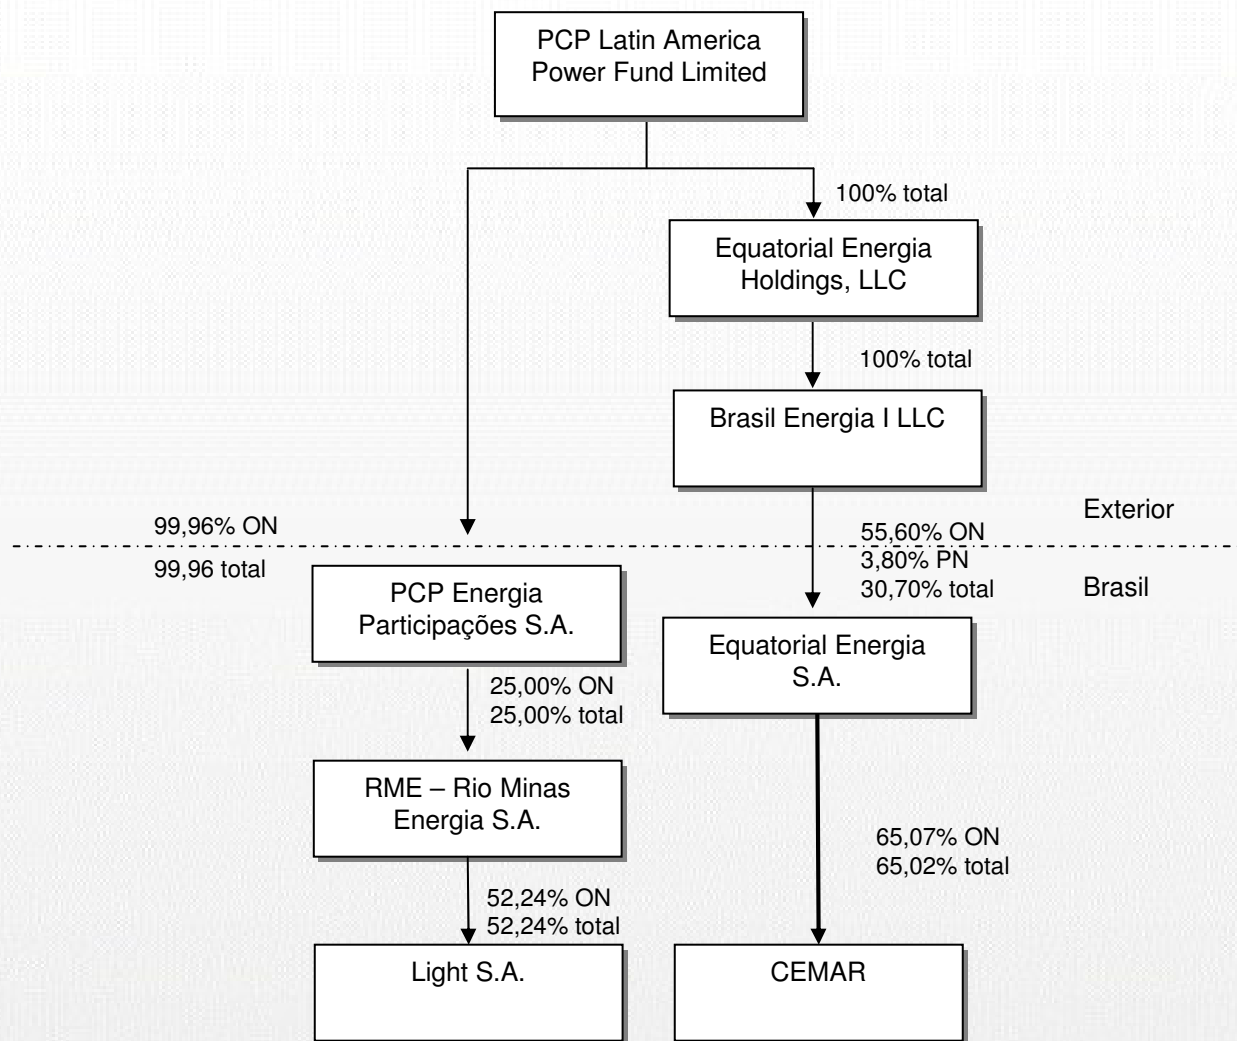 PCP Latin America
Power Fund Limited
100% total
Equatorial Energia
Holdings, LLC
100% total
Brasil Energia I LLC
Exterior
99,96% ON
55,60% ON
3,80% PN
30,70% total
99,96 total
Brasil
PCP Energia
Participações S.A.
Equatorial Energia
S.A.
25,00% ON
25,00% total
RME – Rio Minas
Energia S.A.
65,07% ON
65,02% total
52,24% ON
52,24% total
Light S.A.
CEMAR